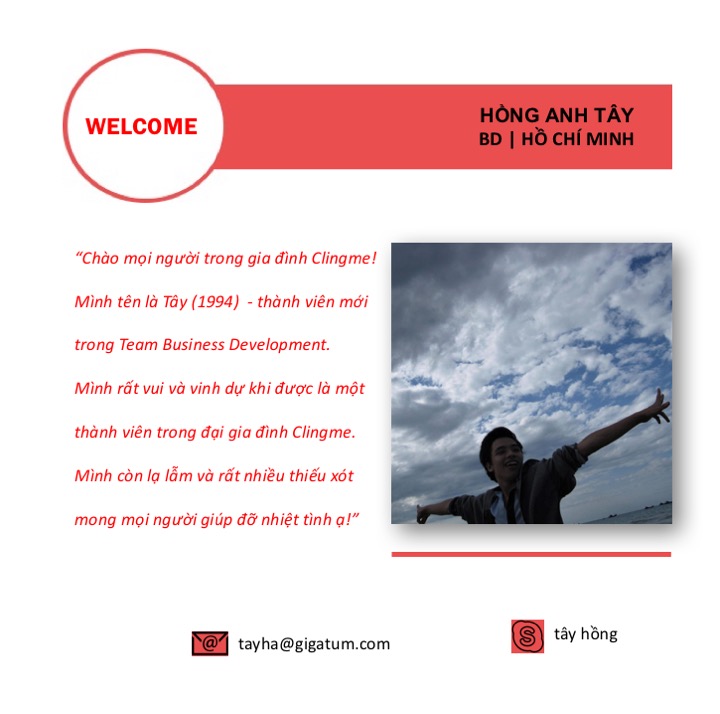 WELCOME
HỒNG ANH TÂY
BD | HỒ CHÍ MINH
“Chào mọi người trong gia đình Clingme!
Mình tên là Tây (1994) - thành viên mới
trong Team Business Development.
Mình rất vui và vinh dự khi được là một
thành viên trong đại gia đình Clingme.
Mình còn lạ lẫm và rất nhiều thiếu xót
mong mọi người giúp đỡ nhiệt tình ạ!”
@ tayha@gigatum.com
S tây hồng